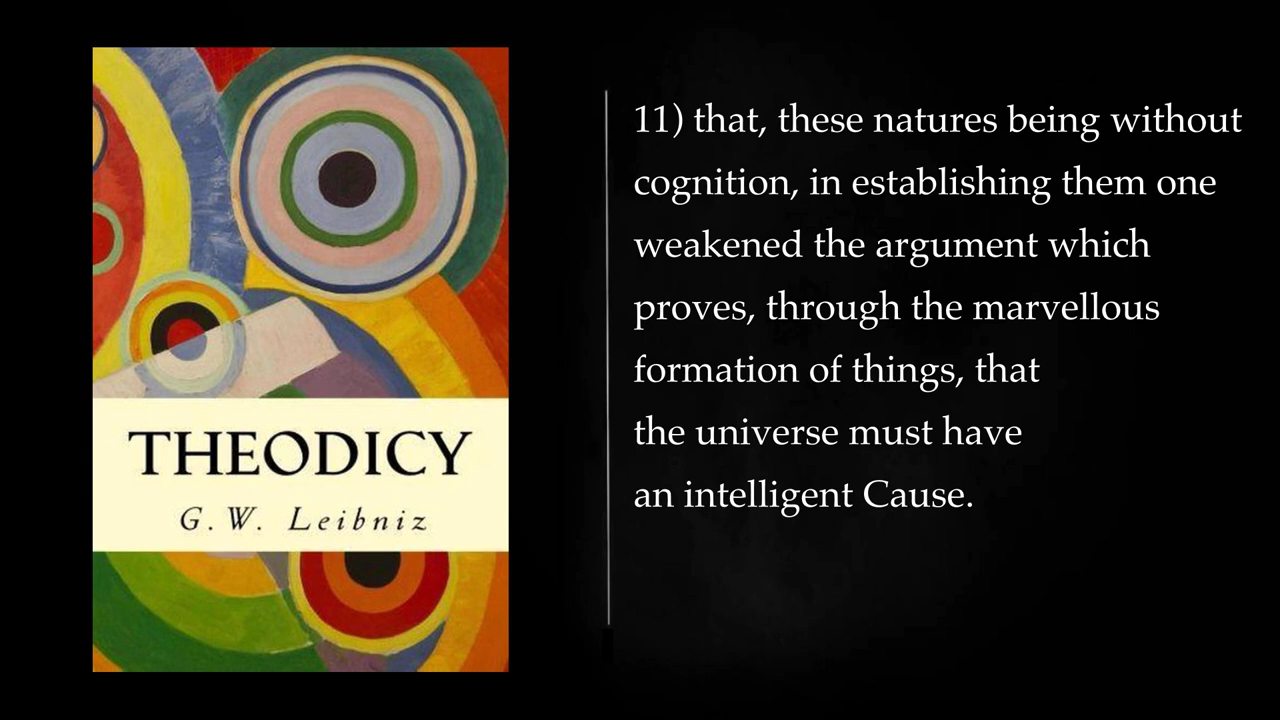 THEODICY
G.W. Leibniz
11) that, these natures being without
cognition, in establishing them one
weakened the argument which
proves, through the marvellous
formation of things, that
the universe must have
an intelligent Cause.